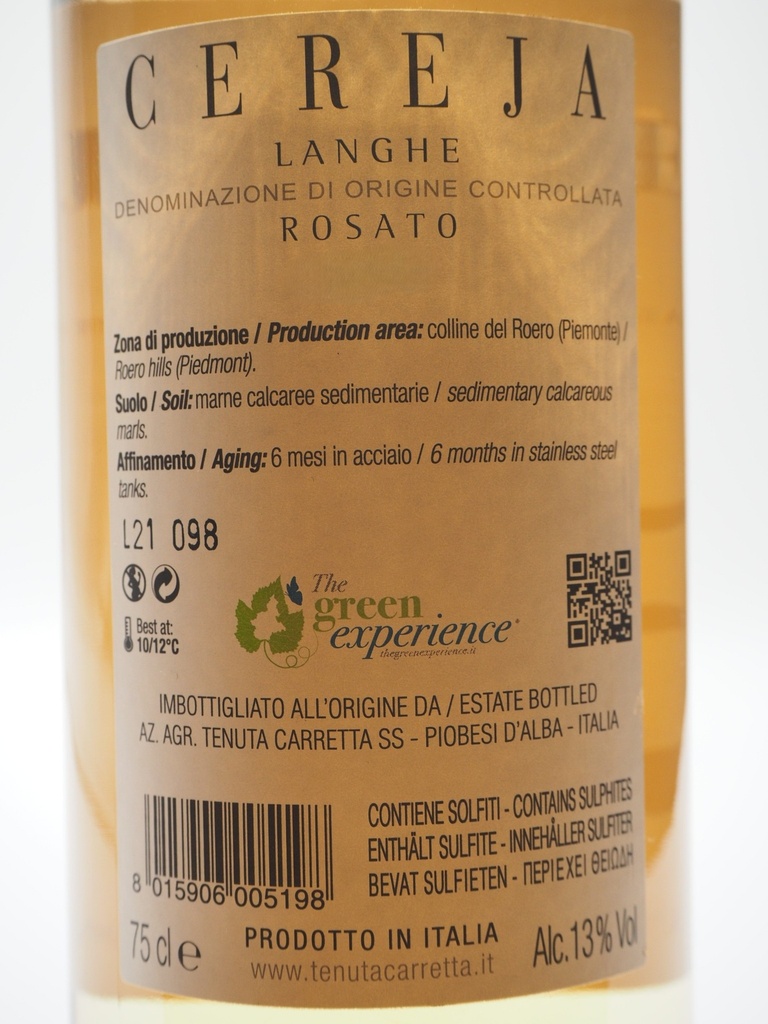 CEREJA
LANGHE
DENOMINAZIONE DI ORIGINE CONTROLLATA
ROSATO
Zona di produzione / Production area: colline del Roero (Piemonte) /
Roero hills (Piedmont).
Suolo / Soil: marne calcaree sedimentarie / sedimentary calcareous
marls.
Affinamento / Aging: 6 mesi in acciaio / 6 months in stainless steel
tanks.
L21 098
Best at:
10/12°C
The
green
experience®
thegreenexperience.it
IMBOTTIGLIATO ALL'ORIGINE DA / ESTATE BOTTLED
AZ. AGR. TENUTA CARRETTA SS - PIOBESI D'ALBA - ITALIA
CONTIENE SOLFITI - CONTAINS SULPHITES
ENTHÄLT SULFITE - INNEHÅLLER SULFITER
BEVAT SULFIETEN - ΠΕΡΙΕΧΕΙ ΘΕΙΩΔΗ
8 015906 005198
75 cl e
PRODOTTO IN ITALIA
Alc.13% Vol
www.tenutacarretta.it